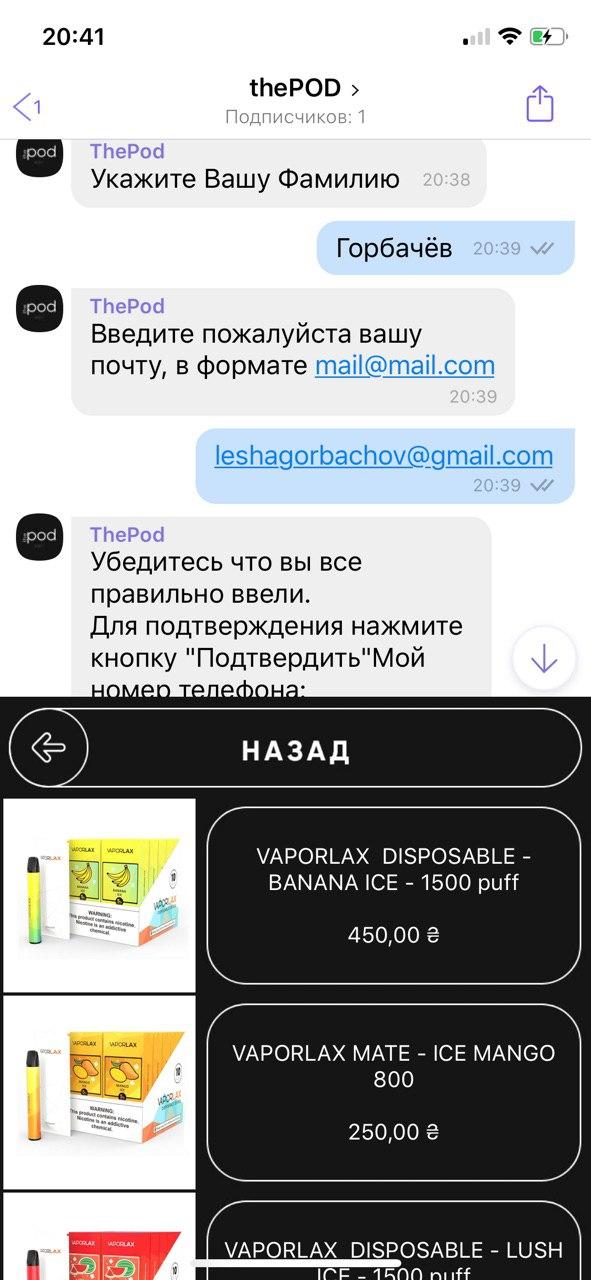 20:41
1
thePOD >
Подписчиков: 1
pod
ThePod
Укажите Вашу Фамилию 20:38
Горбачёв 20:39
the pod
ThePod
Введите пожалуйста вашу
почту, в формате mail@mail.com
20:39
leshagorbachov@gmail.com
20:39
the pod
ThePod
Убедитесь что вы все
правильно ввели.
Для подтверждения нажмите
кнопку "Подтвердить"Мой
номер телефона:
НАЗАД
VAPORLAX VAPORLAX
BANANA ICE
WARNING:
This product contains nicotine.
Nicotine is an addictive
chemical.
10
VAPORLAX
VAPORLAX DISPOSABLE -
BANANA ICE - 1500 puff
450,00 ₴
VAPORLAX VAPORLAX
MANGO ICE
WARNING:
This product contains nicotine.
Nicotine is an addictive
chemical.
10
VAPORLAX
VAPORLAX MATE - ICE MANGO
800
250,00 ₴
VAPORLAX VAPORLAX
10
VAPORLAX DISPOSABLE - LUSH
ICE - 1500 puff